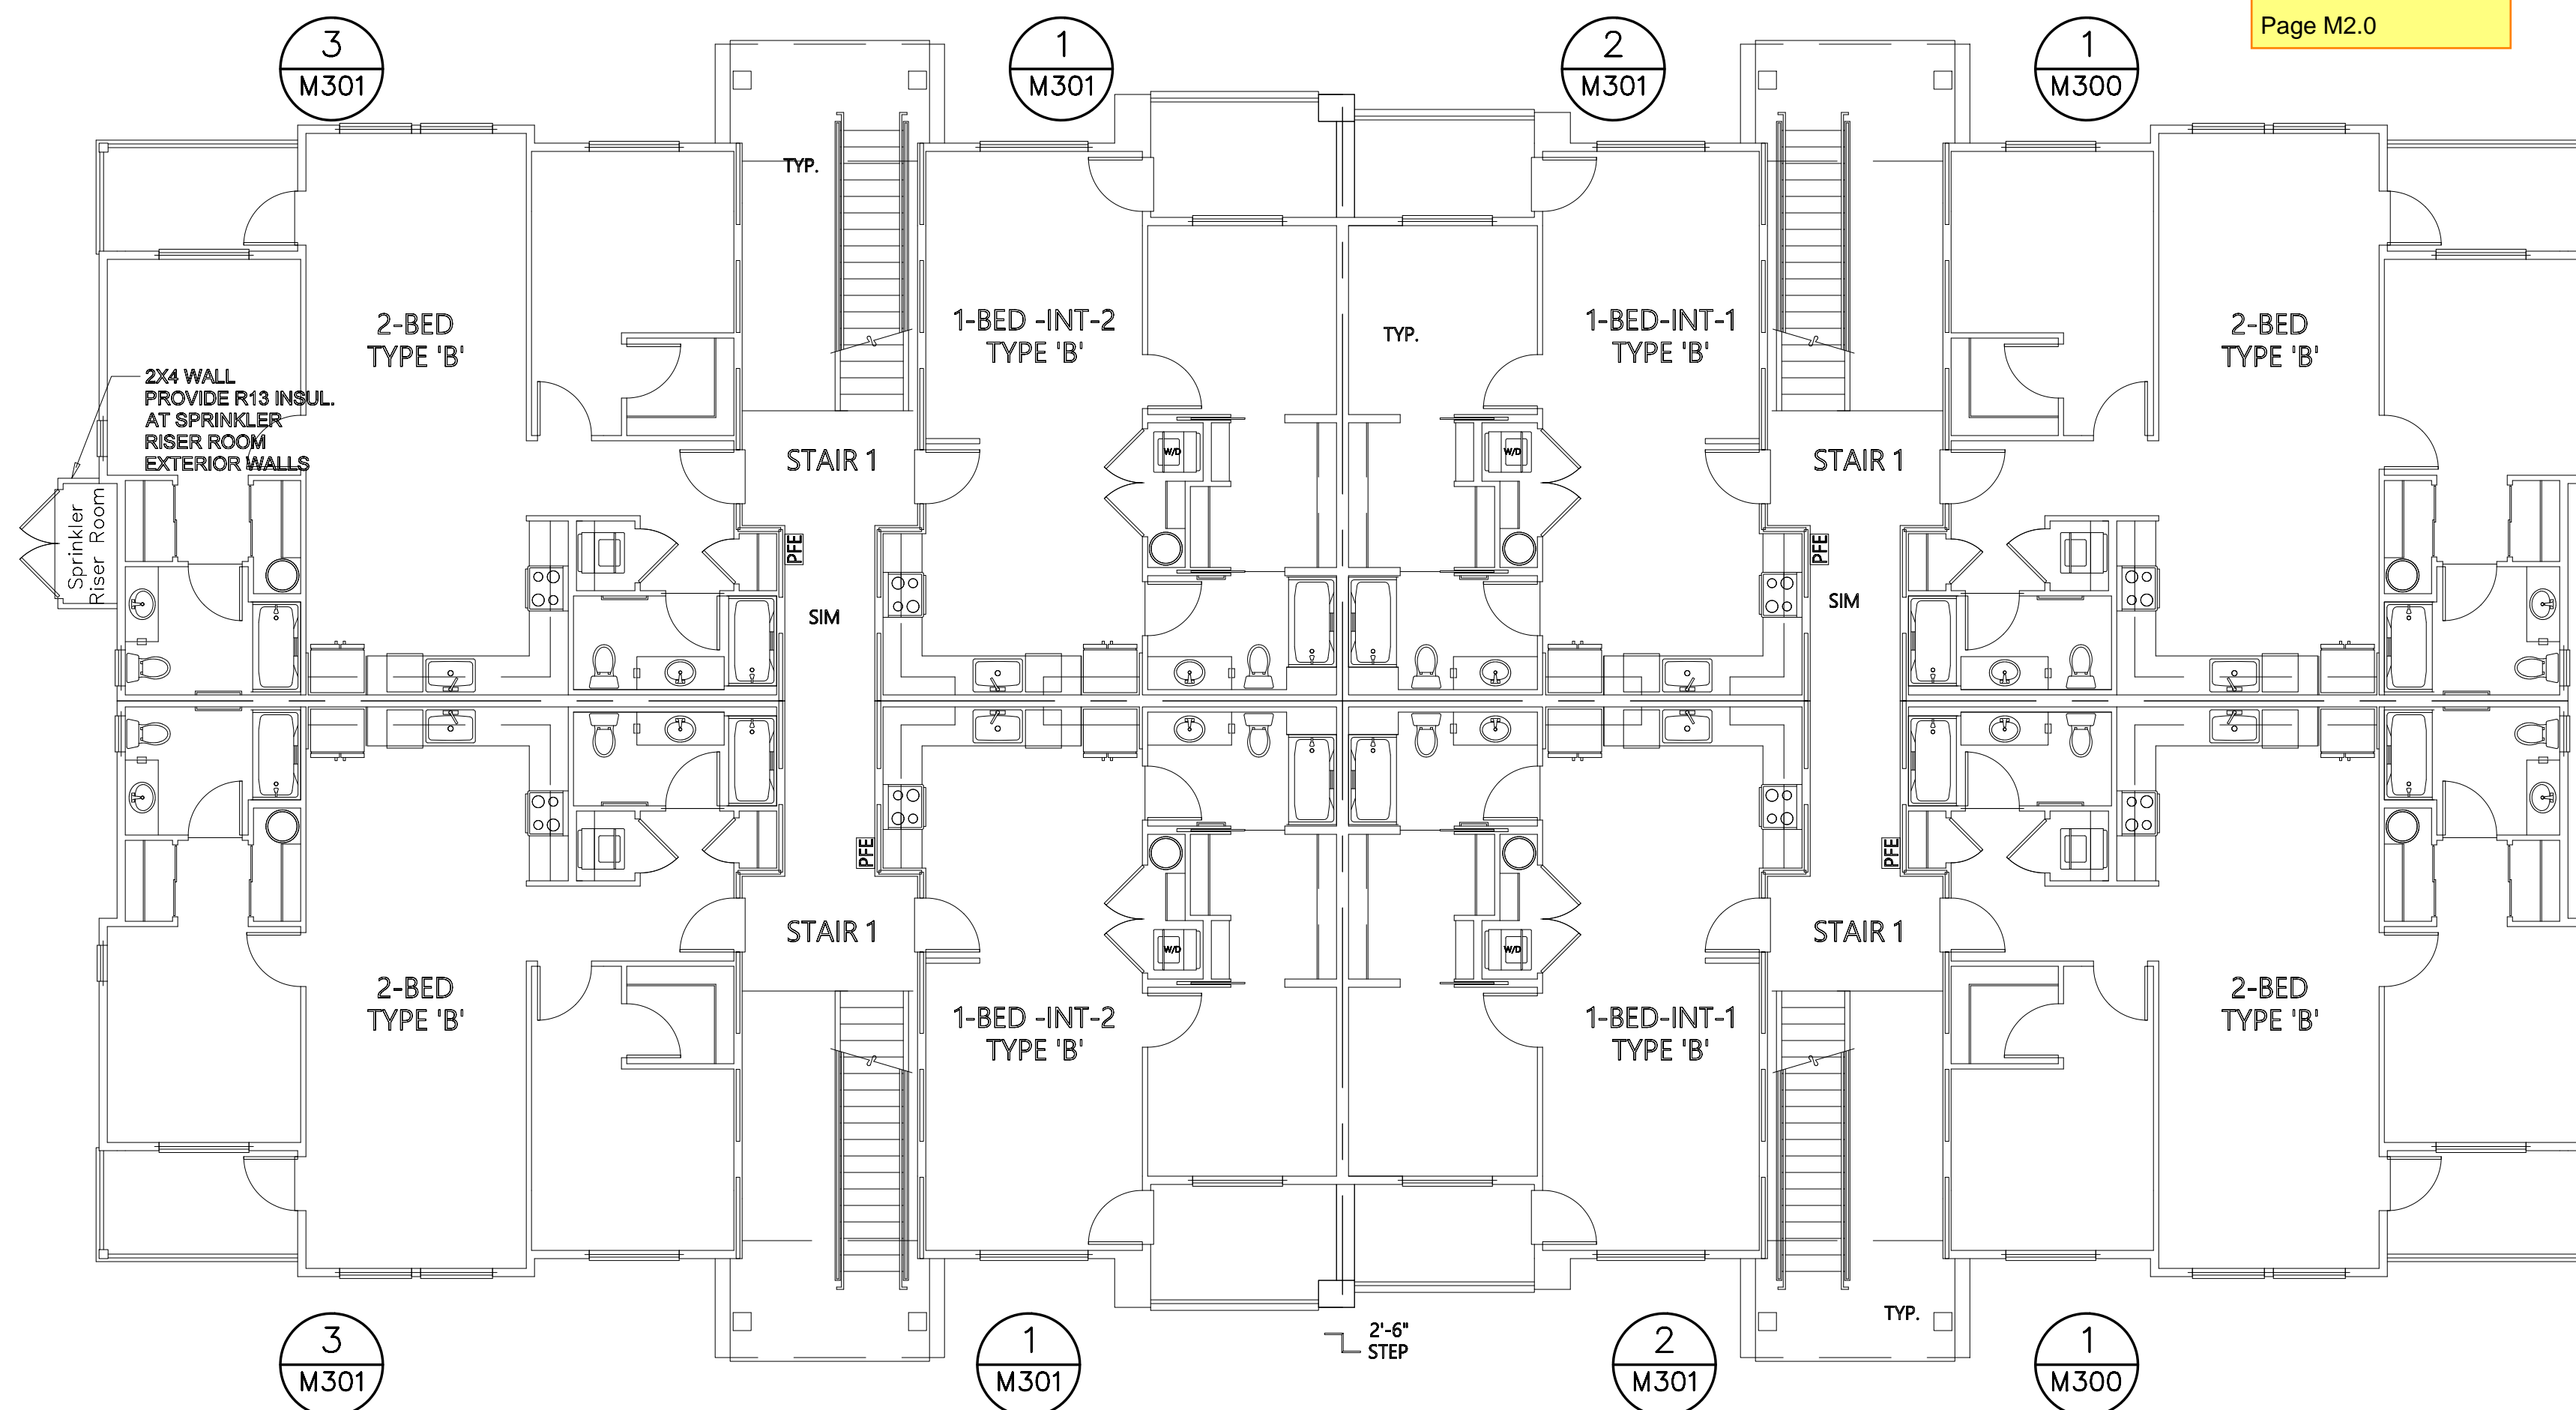 Page M2.0
3
M301
1
M301
2
M301
1
M300
TYP.
2-BED
TYPE 'B'
1-BED -INT-2
TYPE 'B'
TYP.
1-BED-INT-1
TYPE 'B'
2-BED
TYPE 'B'
2X4 WALL
PROVIDE R13 INSUL.
AT SPRINKLER
RISER ROOM
EXTERIOR WALLS
STAIR 1
W/D
W/D
STAIR 1
Sprinkler
Riser Room
PFE
PFE
SIM
SIM
PFE
PFE
STAIR 1
W/D
W/D
STAIR 1
2-BED
TYPE 'B'
1-BED -INT-2
TYPE 'B'
1-BED-INT-1
TYPE 'B'
2-BED
TYPE 'B'
TYP.
2'-6"
STEP
3
M301
1
M301
2
M301
1
M300